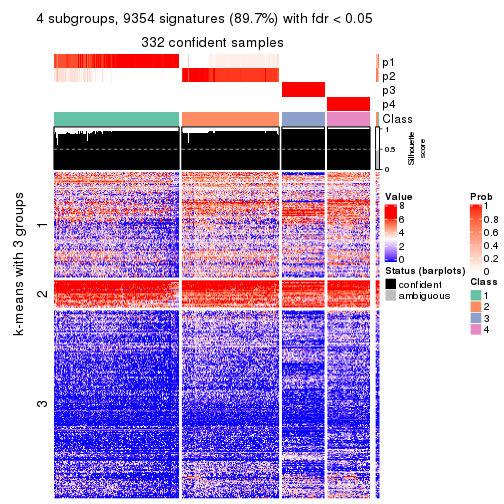 4 subgroups, 9354 signatures (89.7%) with fdr < 0.05
332 confident samples
p1
p2
p3
p4
Class
1
0.5
0
Silhouette
score
k-means with 3 groups
1
2
3
Value
8
6
4
2
0
Status (barplots)
confident
ambiguous
Prob
1
0.8
0.6
0.4
0.2
0
Class
1
2
3
4